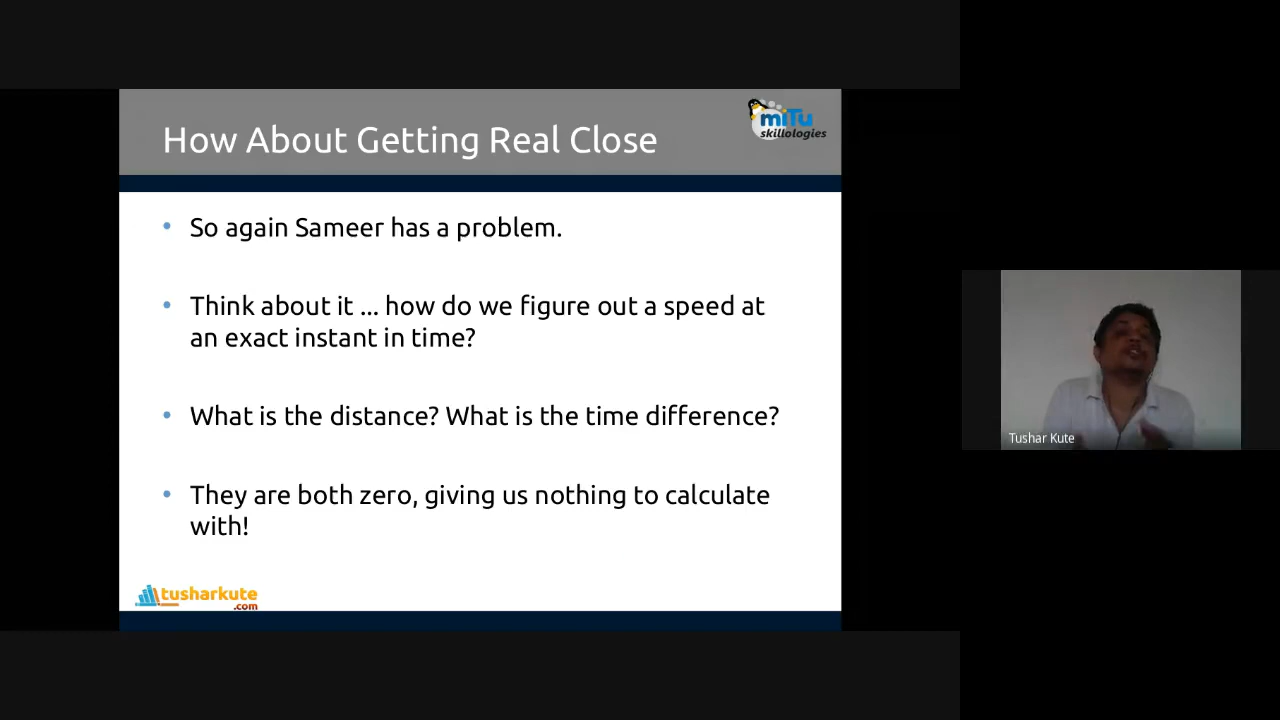 How About Getting Real Close
miTu
skillologies
• So again Sameer has a problem.
• Think about it ... how do we figure out a speed at
an exact instant in time?
• What is the distance? What is the time difference?
• They are both zero, giving us nothing to calculate
with!
tusharkute
.com
Tushar Kute